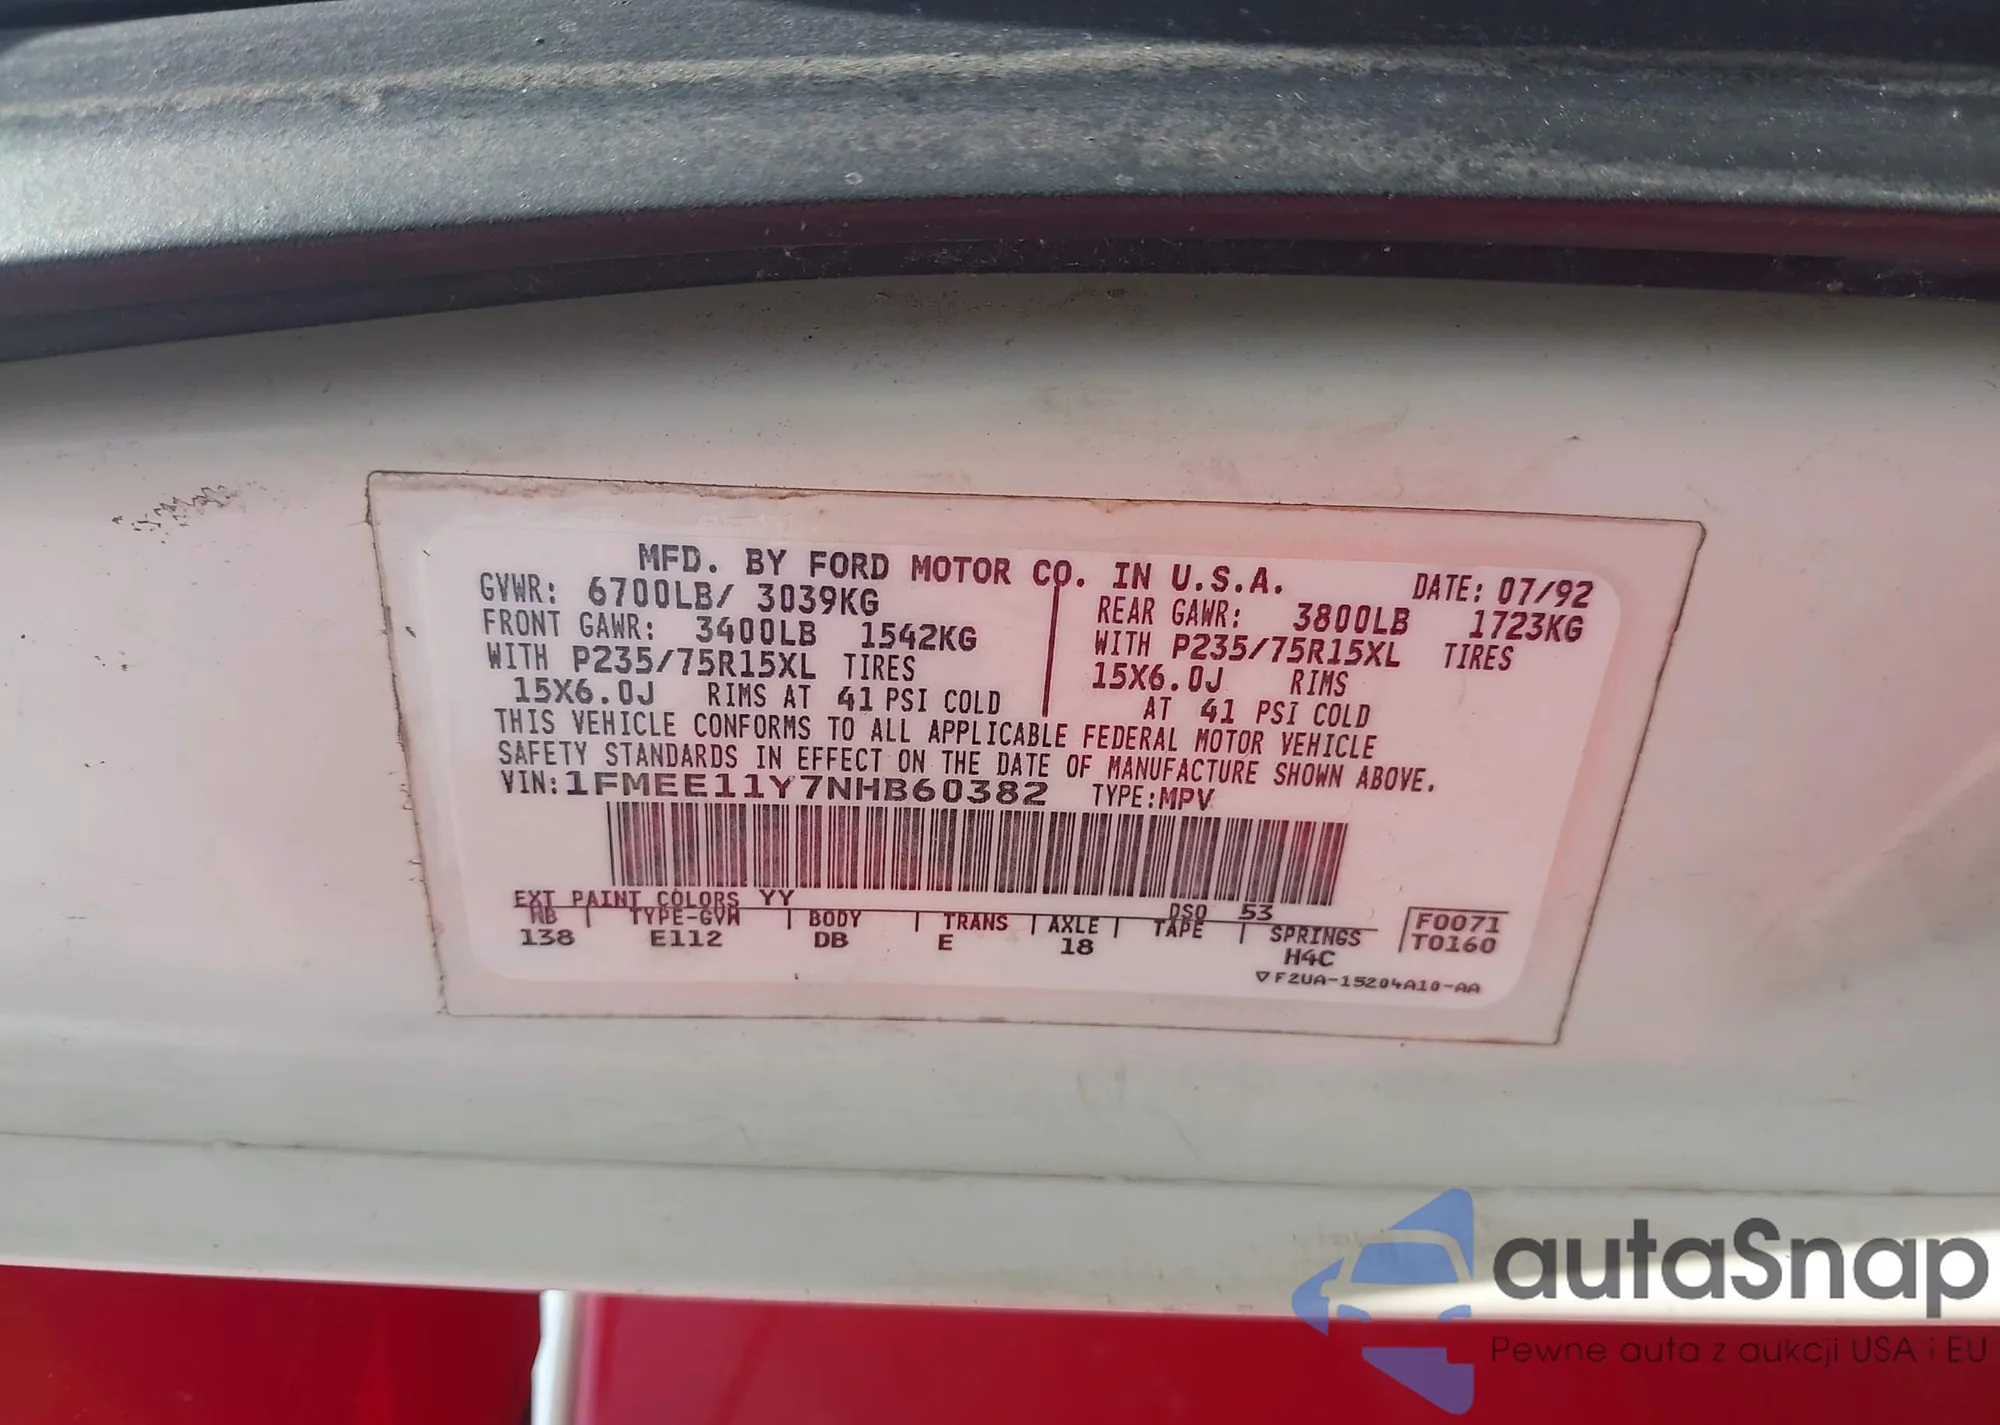 MFD. BY FORD MOTOR CO. IN U.S.A.
DATE: 07/92
GVWR: 6700LB/ 3039KG
FRONT GAWR: 3400LB 1542KG
WITH P235/75R15XL TIRES
15X6.0J RIMS AT 41 PSI COLD
REAR GAWR: 3800LB 1723KG
WITH P235/75R15XL TIRES
15X6.0J RIMS
AT 41 PSI COLD
THIS VEHICLE CONFORMS TO ALL APPLICABLE FEDERAL MOTOR VEHICLE
SAFETY STANDARDS IN EFFECT ON THE DATE OF MANUFACTURE SHOWN ABOVE.
VIN: 1FMEE11Y7NHB60382 TYPE: MPV
EXT PAINT COLORS YY DSO 53
WB TYPE-GVW BODY TRANS AXLE TAPE SPRINGS
138 E112 DB E 18 H4C
F0071
T0160
▽F2UA-15204A10-AA
autaSnap
Pewne auta z aukcji USA i EU